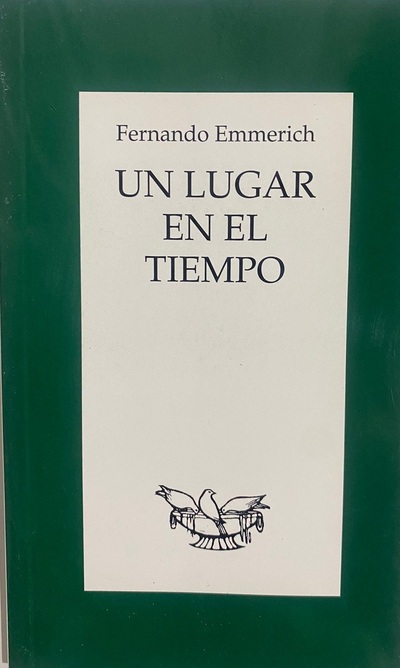 Fernando Emmerich
UN LUGAR
EN EL
TIEMPO